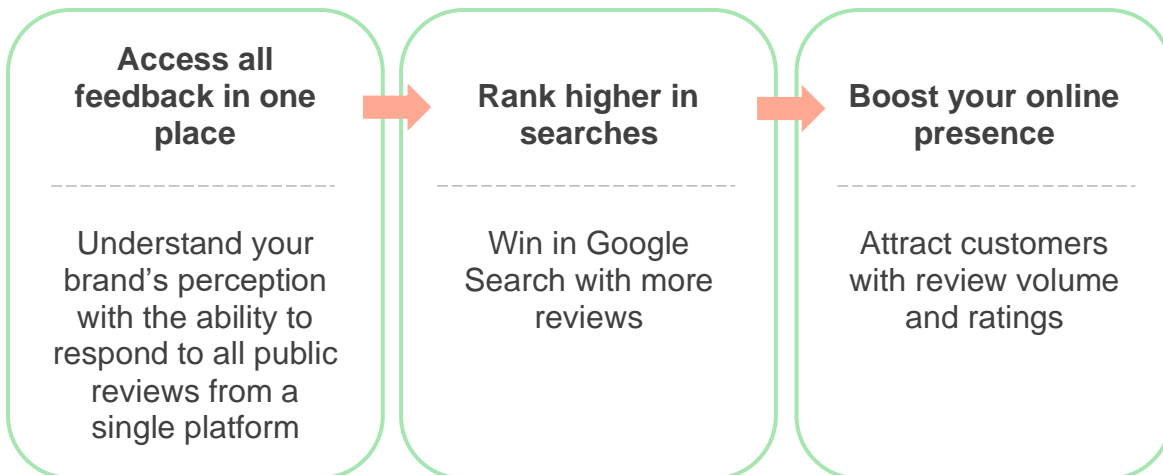 Access all
feedback in one
place
Understand your
brand’s perception
with the ability to
respond to all public
reviews from a
single platform
Rank higher in
searches
Win in Google
Search with more
reviews
Boost your online
presence
Attract customers
with review volume
and ratings